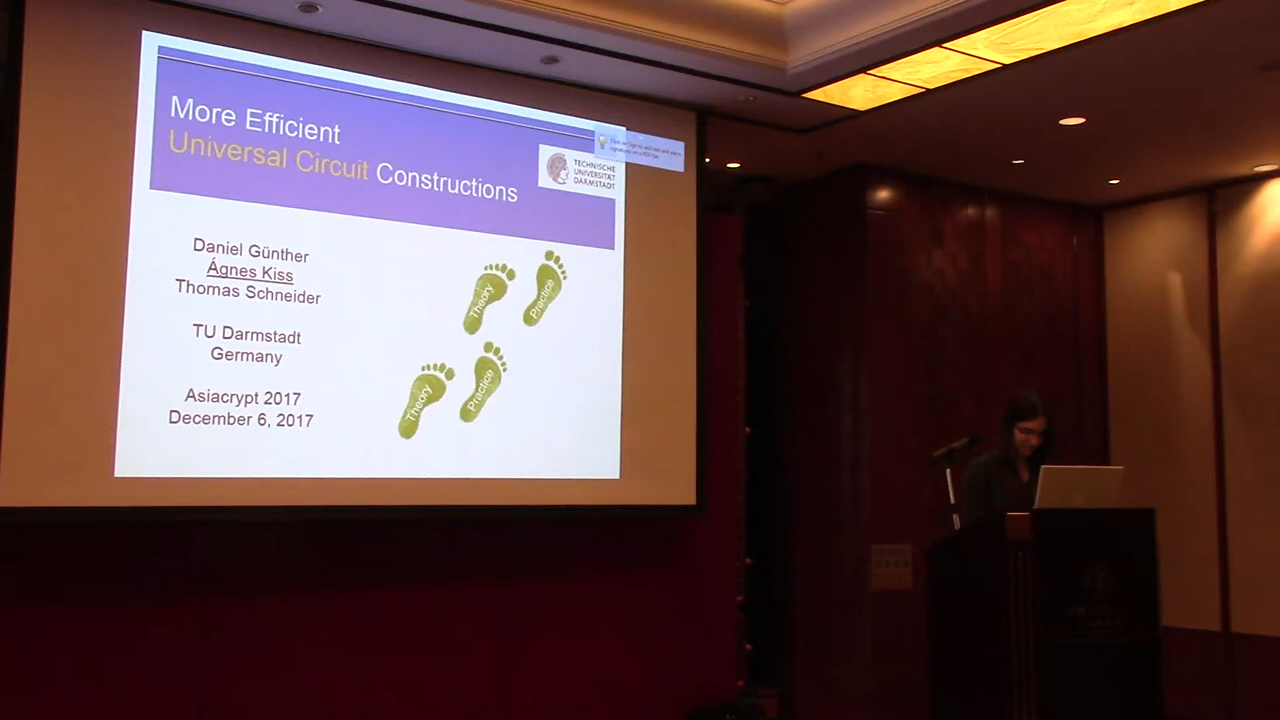 More Efficient
Universal Circuit Constructions
TECHNISCHE
UNIVERSITÄT
DARMSTADT
Daniel Günther
Ágnes Kiss
Thomas Schneider
TU Darmstadt
Germany
Asiacrypt 2017
December 6, 2017
Theory
Practice
Theory
Practice